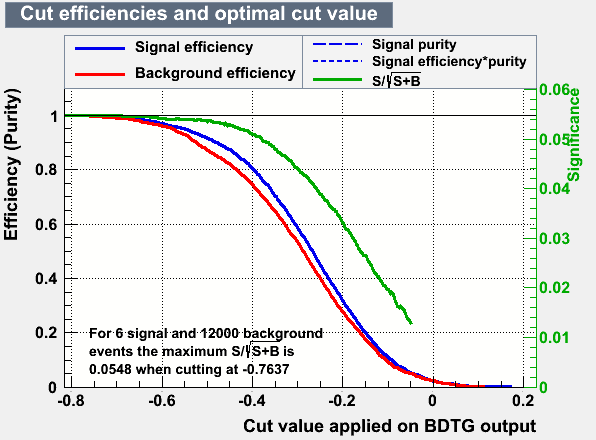 Cut efficiencies and optimal cut value
Signal efficiency
Background efficiency
Signal purity
Signal efficiency*purity
S/√S+B
Efficiency (Purity)
1
0.8
0.6
0.4
0.2
0
0.06
0.05
0.04
0.03
0.02
0.01
0
Significance
For 6 signal and 12000 background
events the maximum S/√S+B is
0.0548 when cutting at -0.7637
-0.8 -0.6 -0.4 -0.2 0 0.2
Cut value applied on BDTG output